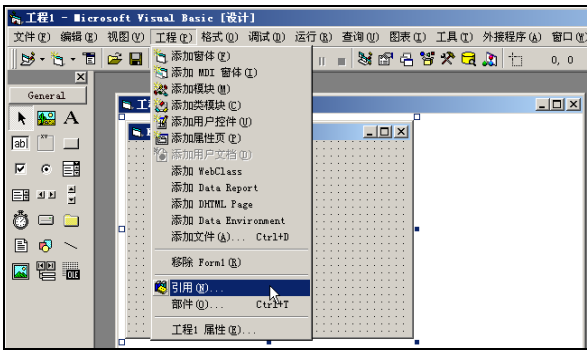 工程1 - Microsoft Visual Basic [设计]
文件(F) 编辑(E) 视图(V) 工程(P) 格式(O) 调试(D) 运行(R) 查询(U) 图表(I) 工具(T) 外接程序(A) 窗口(W)
0, 0
General
A
ab
OLE
添加窗体(F)
添加 MDI 窗体(I)
添加模块(M)
添加类模块(C)
添加用户控件(U)
添加属性页(P)
添加用户文档(D)
添加 WebClass
添加 Data Report
添加 DHTML Page
添加 Data Environment
添加文件(A)... Ctrl+D
移除 Form1(R)
引用(N)...
部件(O)... Ctrl+T
工程1 属性(E)...